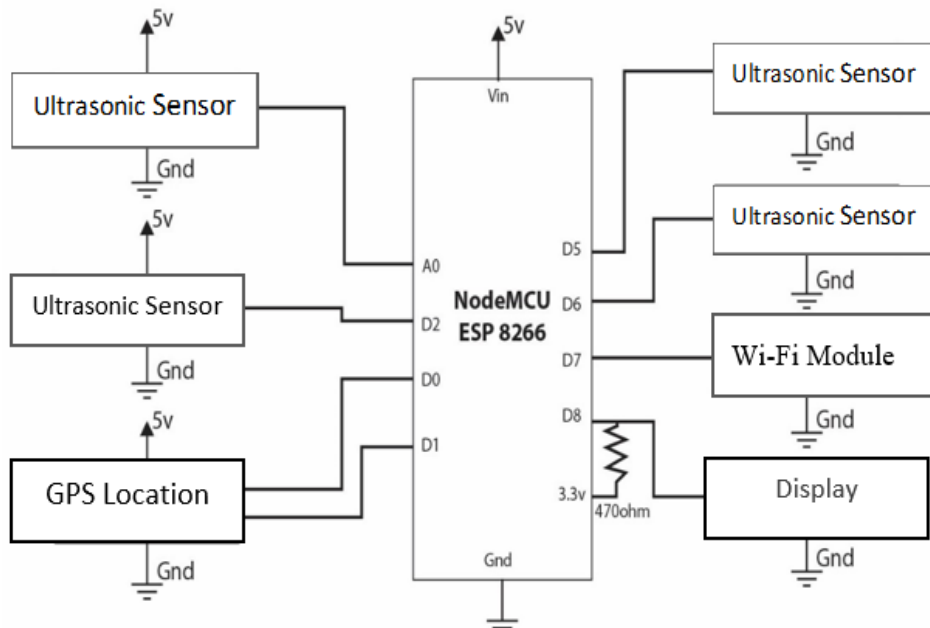 5v
Ultrasonic Sensor
Gnd
5v
Ultrasonic Sensor
Gnd
5v
GPS Location
Gnd
5v
Vin
A0
D2
D0
D1
NodeMCU
ESP 8266
D5
D6
D7
D8
3.3v
470ohm
Gnd
Ultrasonic Sensor
Gnd
Ultrasonic Sensor
Gnd
Wi-Fi Module
Gnd
Display
Gnd